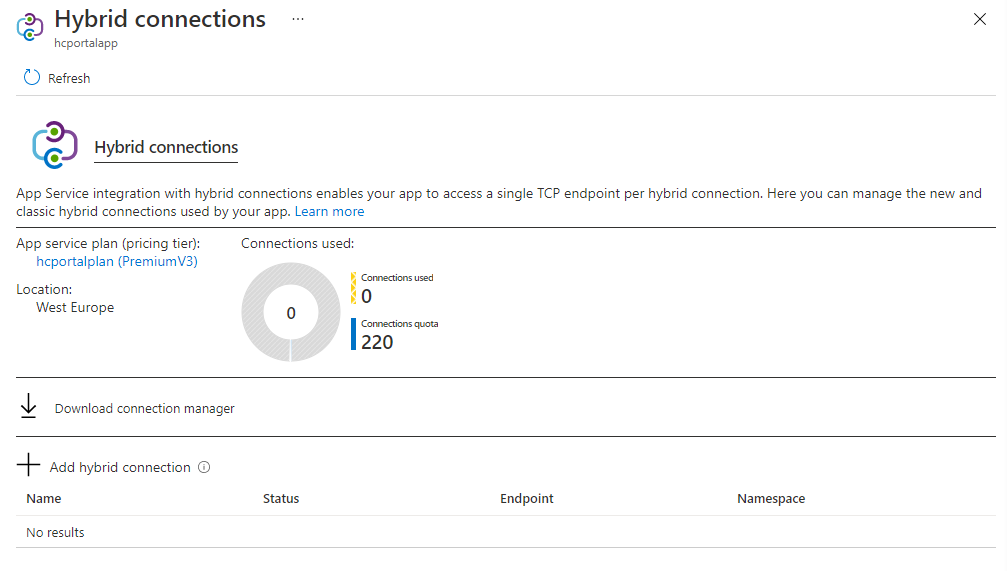 Hybrid connections ...
hcportalapp
Refresh
Hybrid connections
App Service integration with hybrid connections enables your app to access a single TCP endpoint per hybrid connection. Here you can manage the new and
classic hybrid connections used by your app. Learn more
App service plan (pricing tier):
hcportalplan (PremiumV3)
Location:
West Europe
Connections used:
0
Connections used
0
Connections quota
220
Download connection manager
Add hybrid connection
Name Status Endpoint Namespace
No results